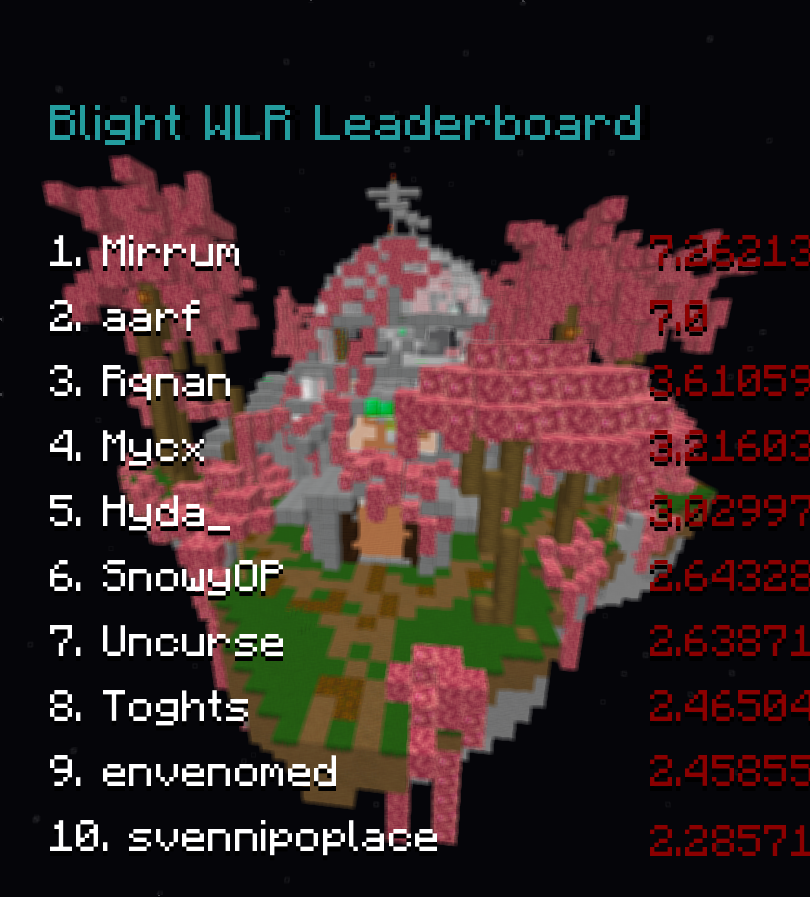 Blight WLR Leaderboard
1. Mirrum 7.26213
2. aarf 7.0
3. Rqnan 3.61059
4. Mycx 3.21603
5. Hyda_ 3.02997
6. SnowyOP 2.64328
7. Uncurse 2.63871
8. Toghts 2.46504
9. envenomed 2.45855
10. svennipoplace 2.28571